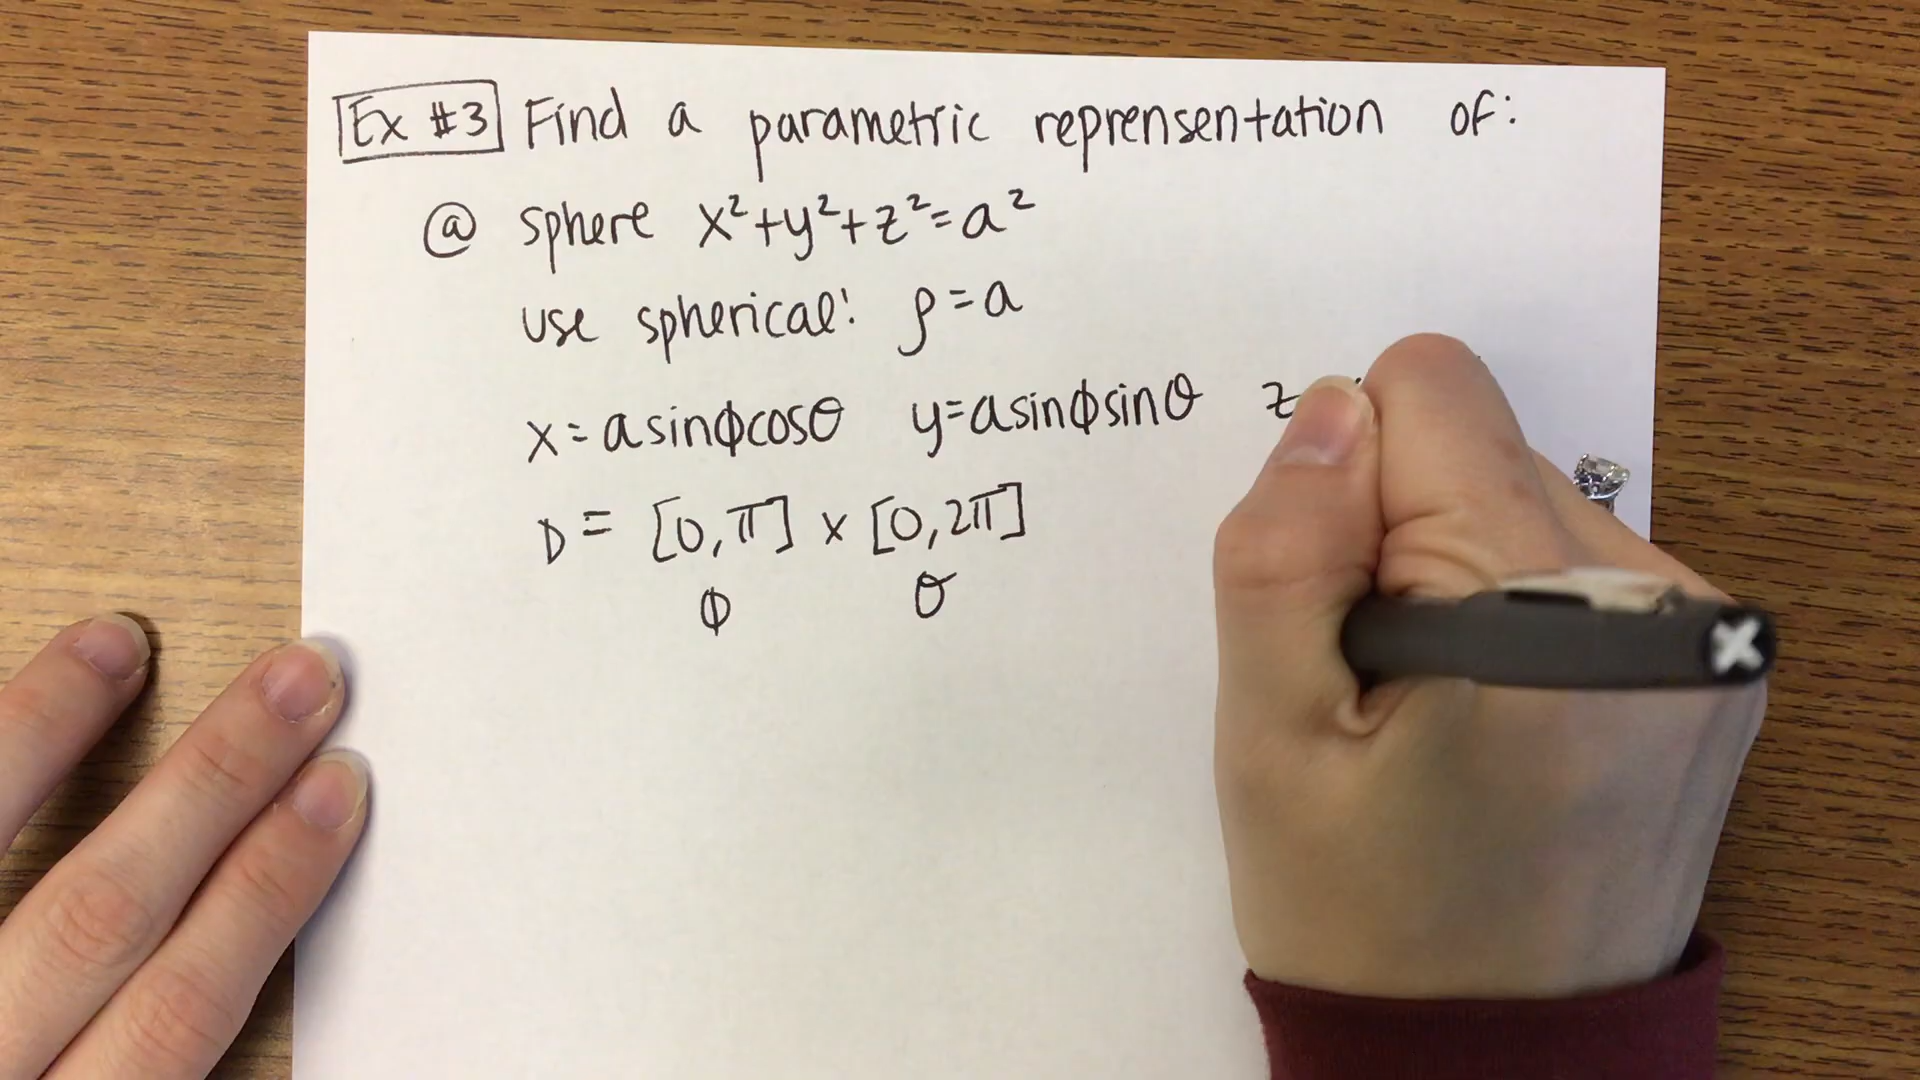 Ex #3 Find a parametric reprensentation of:
ⓐ sphere x²+y²+z²=a²
use spherical: ρ=a
x=asinϕcosθ y=asinϕsinθ z
D = [0,π] x [0,2π]
ϕ θ